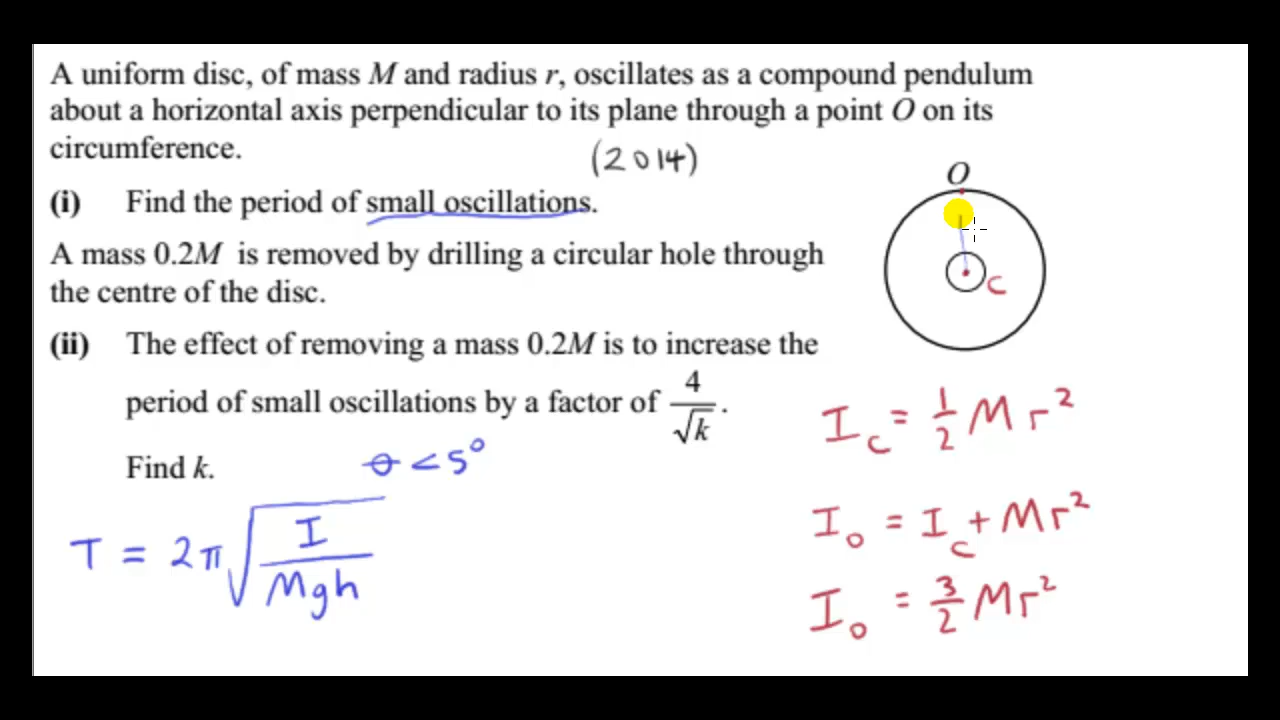 A uniform disc, of mass M and radius r, oscillates as a compound pendulum
about a horizontal axis perpendicular to its plane through a point O on its
circumference.
(2014)
(i) Find the period of small oscillations.
A mass 0.2M is removed by drilling a circular hole through
the centre of the disc.
(ii) The effect of removing a mass 0.2M is to increase the
period of small oscillations by a factor of 4/√k.
Find k.
θ < 5°
T = 2π√(I/Mgh)
O
C
I_c = 1/2 Mr²
I_o = I_c + Mr²
I_o = 3/2 Mr²